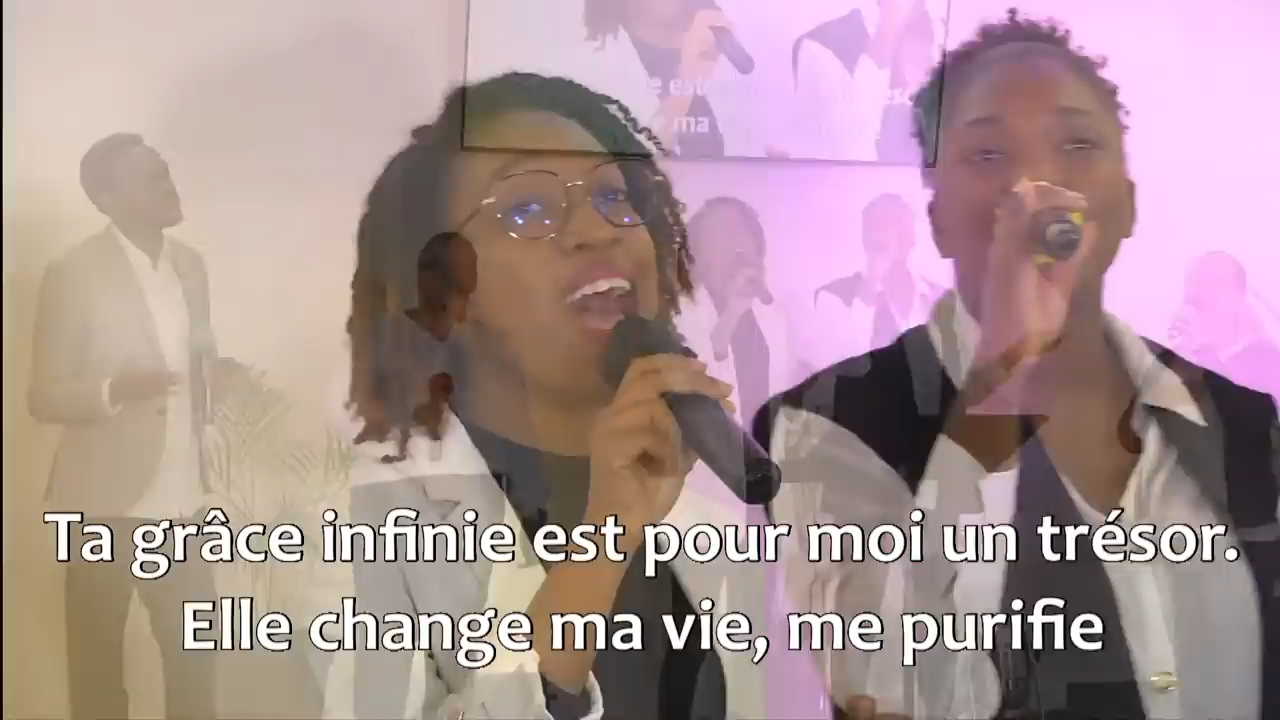 Ta grâce infinie est pour moi un trésor.
Elle change ma vie, me purifie